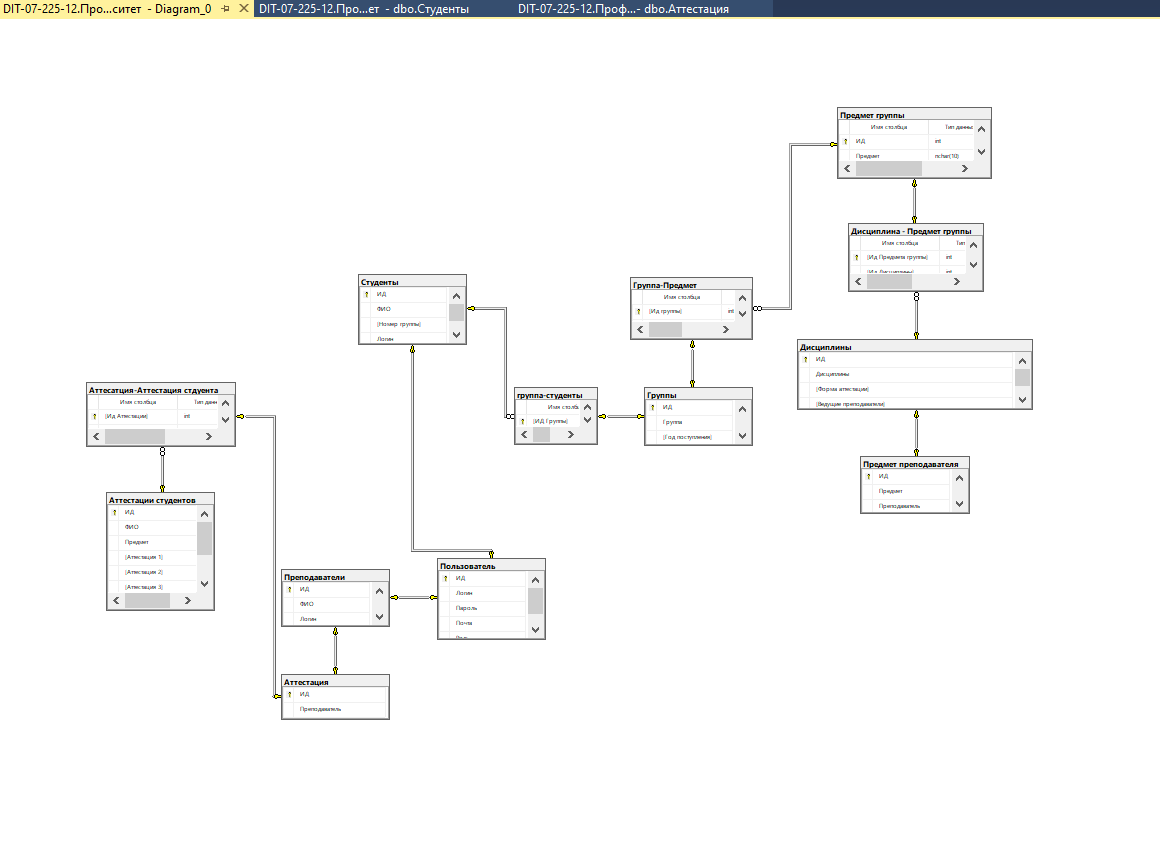 DIT-07-225-12.Про...ситет - Diagram_0
DIT-07-225-12.Про...ет - dbo.Студенты
DIT-07-225-12.Проф...- dbo.Аттестация
Предмет группы
Имя столбца Тип данных
ИД int
Предмет nchar(10)
Дисциплина - Предмет группы
Имя столбца Тип
[Ид Предмета группы] int
[Ид Дисциплины] int
Студенты
ИД
ФИО
[Номер группы]
Логин
Группа-Предмет
Имя столбца
[Ид группы] int
Дисциплины
ИД
Дисциплины
[Форма аттестации]
[Ведущие преподаватели]
Аттесатция-Аттестация стдуента
Имя столбца Тип данн
[Ид Аттестации] int
группа-студенты
Имя столб
[ИД Группы]
Группы
ИД
Группа
[Год поступления]
Предмет преподавателя
ИД
Предмет
Преподаватель
Аттестации студентов
ИД
ФИО
Предмет
[Аттестация 1]
[Аттестация 2]
[Аттестация 3]
Пользователь
ИД
Логин
Пароль
Почта
Преподаватели
ИД
ФИО
Логин
Аттестация
ИД
Преподаватель